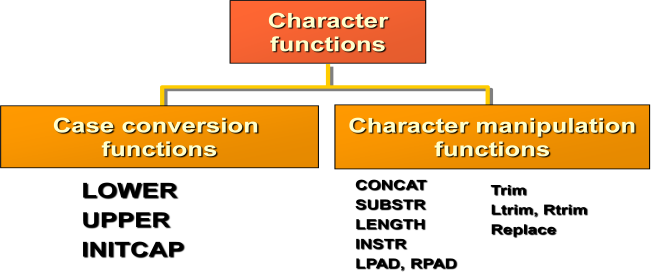 Character
functions
Case conversion
functions
Character manipulation
functions
LOWER
UPPER
INITCAP
CONCAT
SUBSTR
LENGTH
INSTR
LPAD, RPAD
Trim
Ltrim, Rtrim
Replace